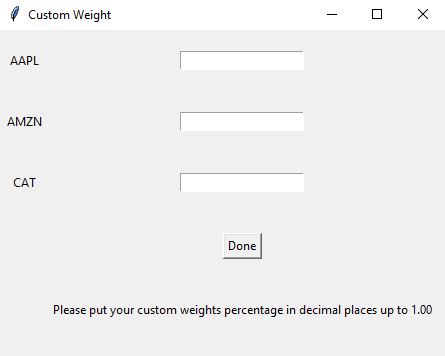 Custom Weight
AAPL
AMZN
CAT
Done
Please put your custom weights percentage in decimal places up to 1.00